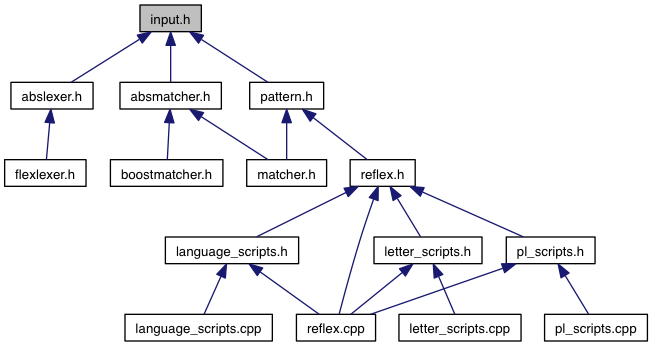 input.h
abslexer.h
absmatcher.h
pattern.h
flexlexer.h
boostmatcher.h
matcher.h
reflex.h
language_scripts.h
letter_scripts.h
pl_scripts.h
language_scripts.cpp
reflex.cpp
letter_scripts.cpp
pl_scripts.cpp